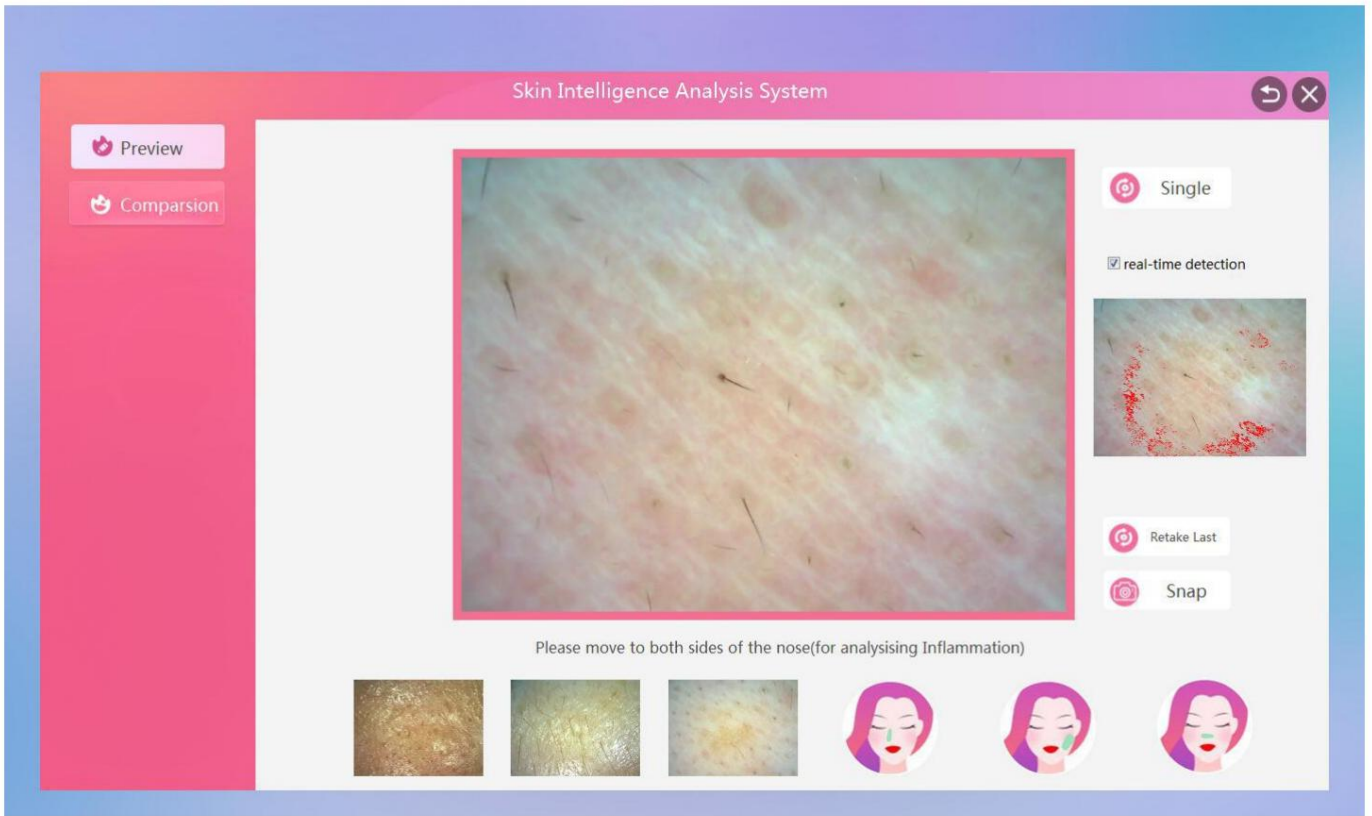 Skin Intelligence Analysis System
Preview
Comparsion
Single
real-time detection
Retake Last
Snap
Please move to both sides of the nose(for analysising Inflammation)